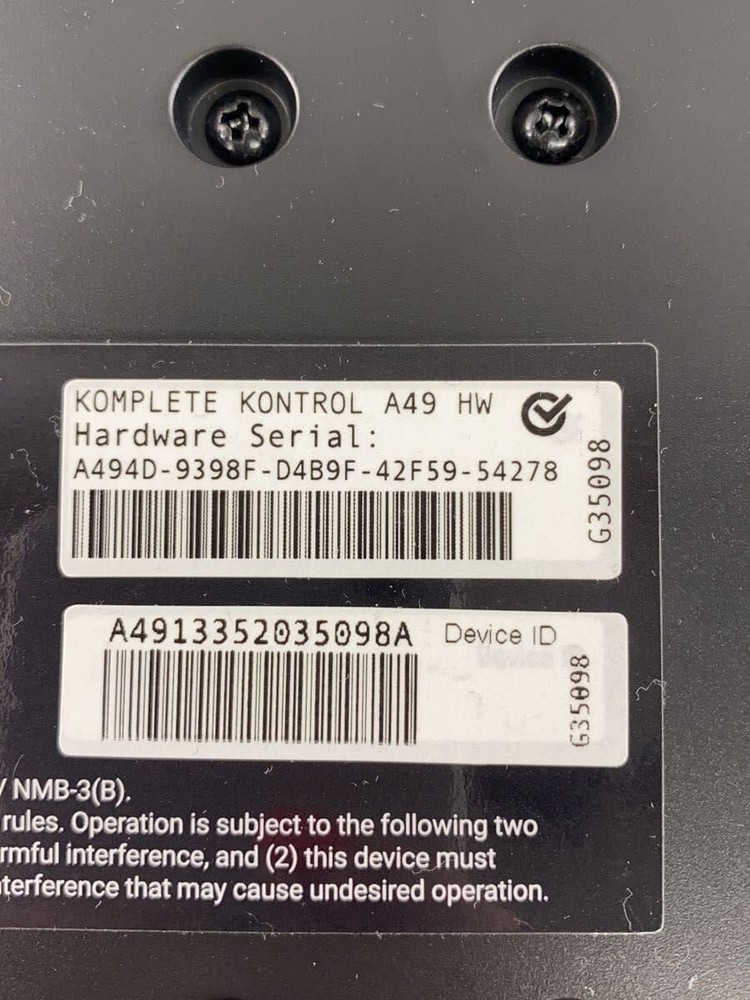 KOMPLETE KONTROL A49 HW
Hardware Serial:
A494D-9398F-D4B9F-42F59-54278
G35098
A4913352035098A Device ID
G35098
/ NMB-3(B).
rules. Operation is subject to the following two
rmful interference, and (2) this device must
nterference that may cause undesired operation.